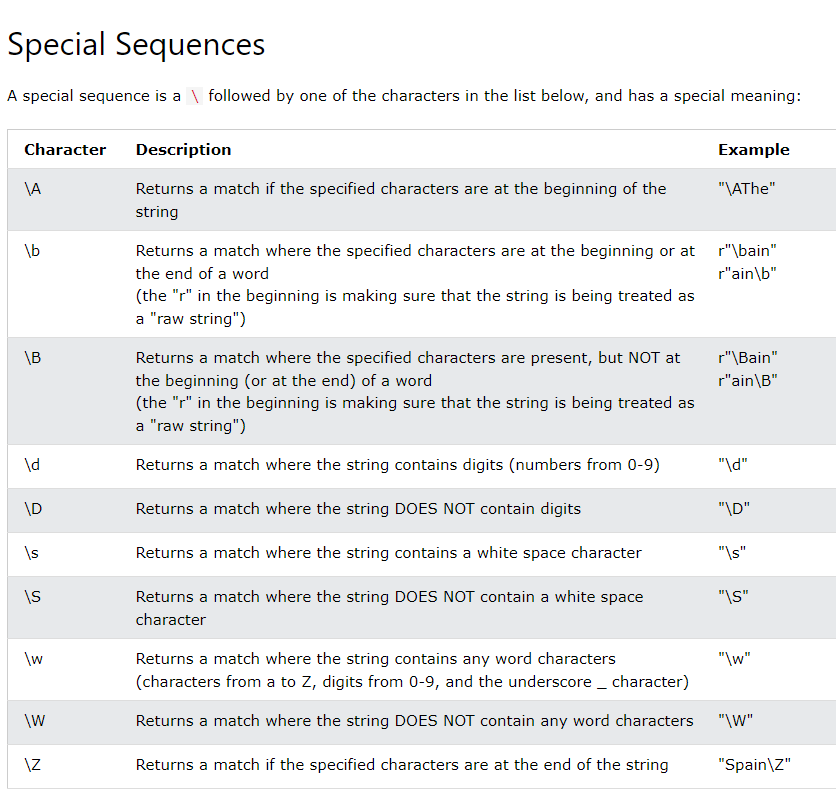 Special Sequences
A special sequence is a \ followed by one of the characters in the list below, and has a special meaning:
Character Description Example
\A Returns a match if the specified characters are at the beginning of the "\AThe"
string
\b Returns a match where the specified characters are at the beginning or at r"\bain"
the end of a word r"ain\b"
(the "r" in the beginning is making sure that the string is being treated as
a "raw string")
\B Returns a match where the specified characters are present, but NOT at r"\Bain"
the beginning (or at the end) of a word r"ain\B"
(the "r" in the beginning is making sure that the string is being treated as
a "raw string")
\d Returns a match where the string contains digits (numbers from 0-9) "\d"
\D Returns a match where the string DOES NOT contain digits "\D"
\s Returns a match where the string contains a white space character "\s"
\S Returns a match where the string DOES NOT contain a white space "\S"
character
\w Returns a match where the string contains any word characters "\w"
(characters from a to Z, digits from 0-9, and the underscore _ character)
\W Returns a match where the string DOES NOT contain any word characters "\W"
\Z Returns a match if the specified characters are at the end of the string "Spain\Z"